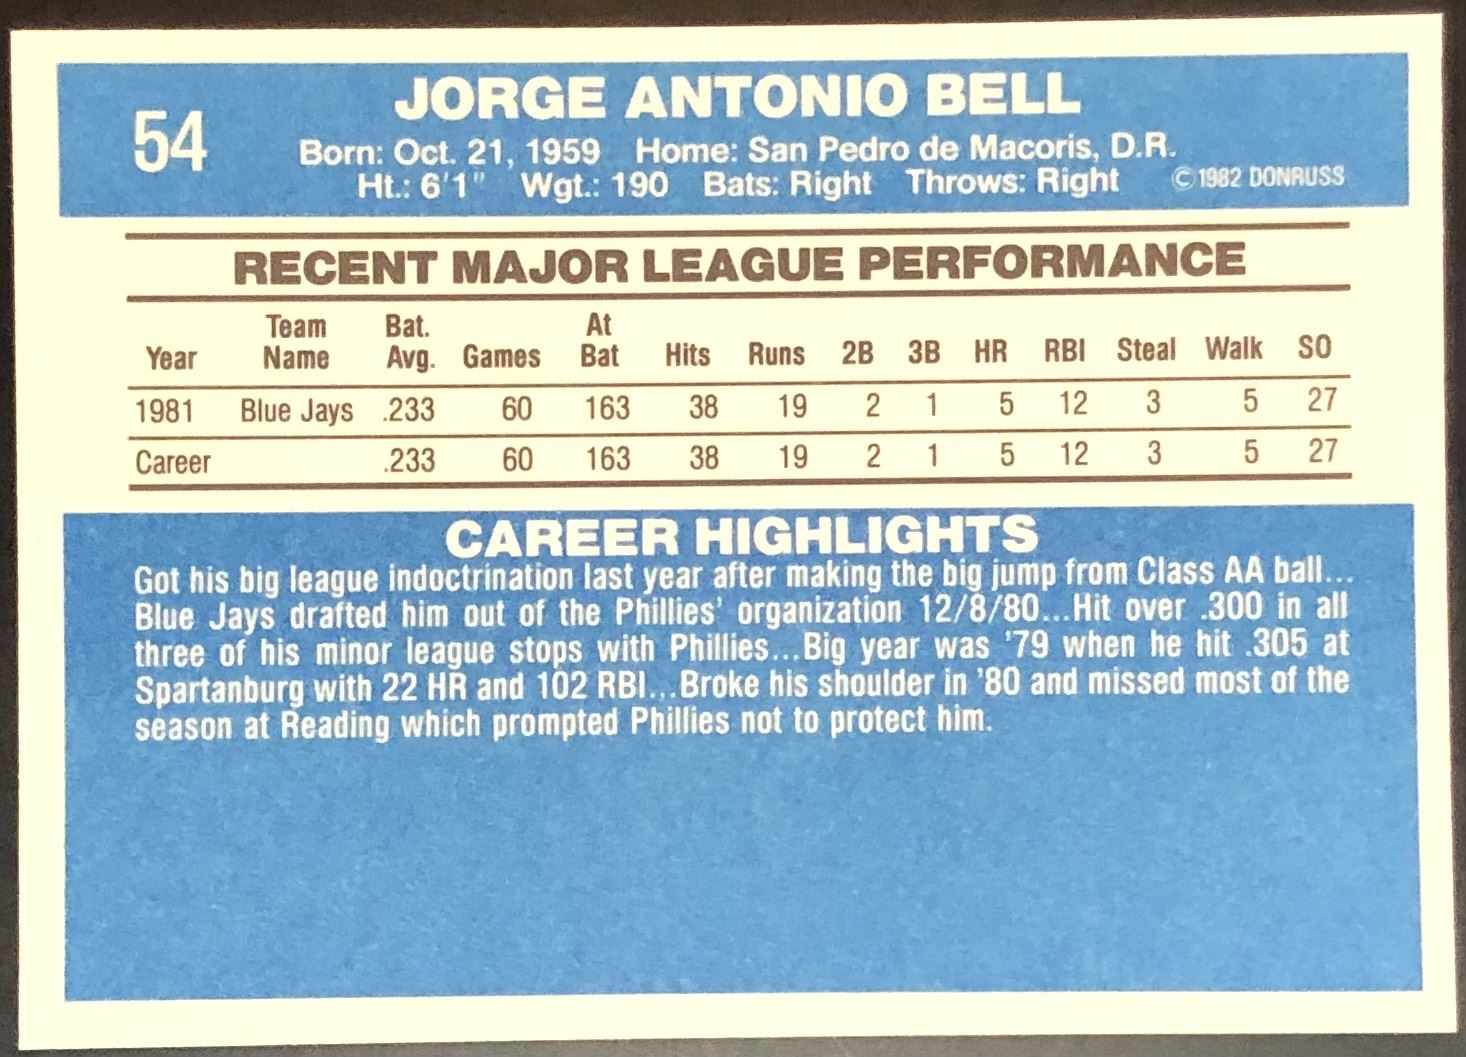 54
JORGE ANTONIO BELL
Born: Oct. 21, 1959 Home: San Pedro de Macoris, D.R.
Ht.: 6'1" Wgt.: 190 Bats: Right Throws: Right ©1982 DONRUSS
RECENT MAJOR LEAGUE PERFORMANCE
Year Team Name Bat. Avg. Games At Bat Hits Runs 2B 3B HR RBI Steal Walk SO
1981 Blue Jays .233 60 163 38 19 2 1 5 12 3 5 27
Career .233 60 163 38 19 2 1 5 12 3 5 27
CAREER HIGHLIGHTS
Got his big league indoctrination last year after making the big jump from Class AA ball...
Blue Jays drafted him out of the Phillies' organization 12/8/80...Hit over .300 in all
three of his minor league stops with Phillies...Big year was '79 when he hit .305 at
Spartanburg with 22 HR and 102 RBI...Broke his shoulder in '80 and missed most of the
season at Reading which prompted Phillies not to protect him.